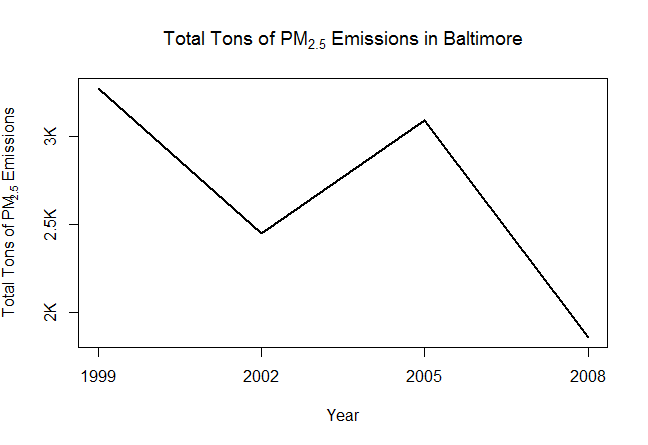 Total Tons of PM2.5 Emissions in Baltimore
Total Tons of PM2.5 Emissions
3K
2.5K
2K
1999 2002 2005 2008
Year